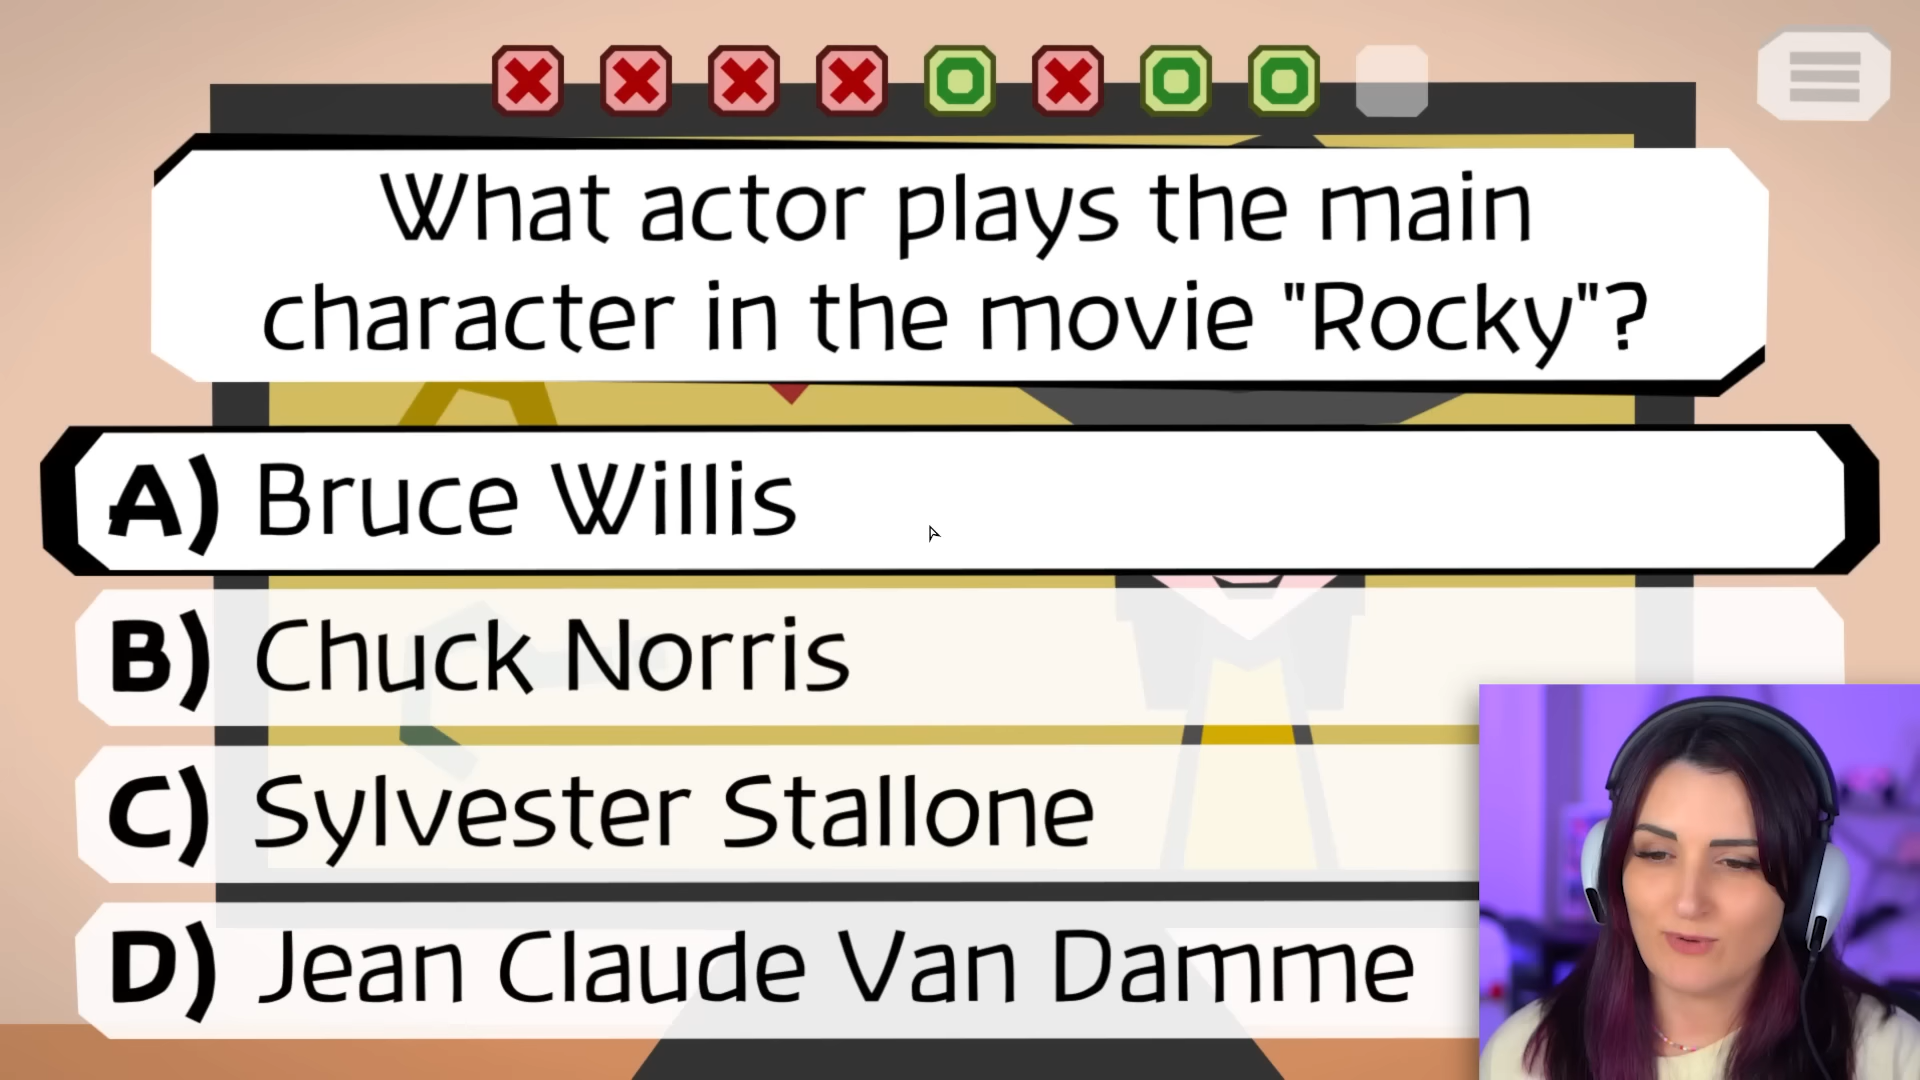 What actor plays the main
character in the movie "Rocky"?
A) Bruce Willis
B) Chuck Norris
C) Sylvester Stallone
D) Jean Claude Van Damme